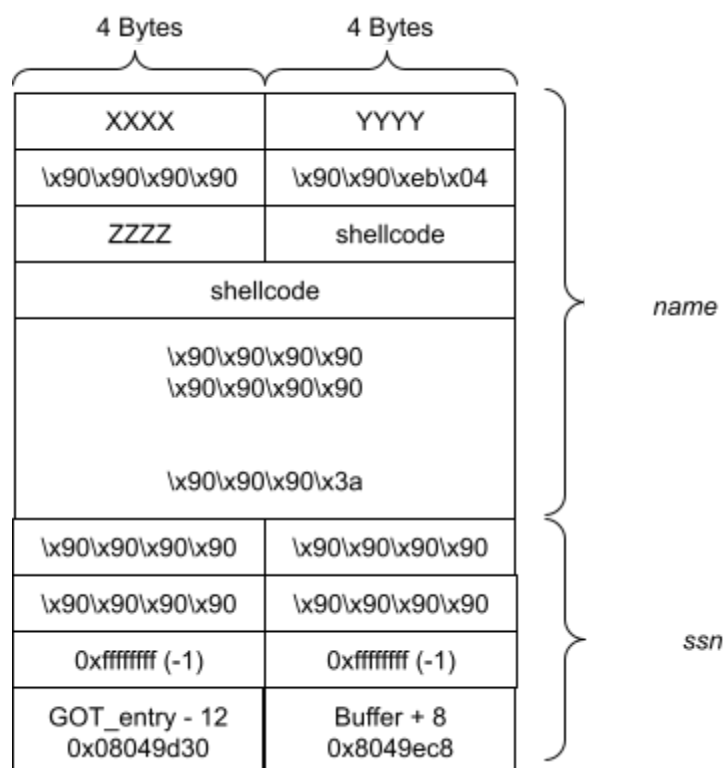 4 Bytes 4 Bytes
XXXX YYYY
\x90\x90\x90\x90 \x90\x90\xeb\x04
ZZZZ shellcode
shellcode
name
\x90\x90\x90\x90
\x90\x90\x90\x90
\x90\x90\x90\x3a
\x90\x90\x90\x90 \x90\x90\x90\x90
\x90\x90\x90\x90 \x90\x90\x90\x90
ssn
0xffffffff (-1) 0xffffffff (-1)
GOT_entry - 12 Buffer + 8
0x08049d30 0x8049ec8